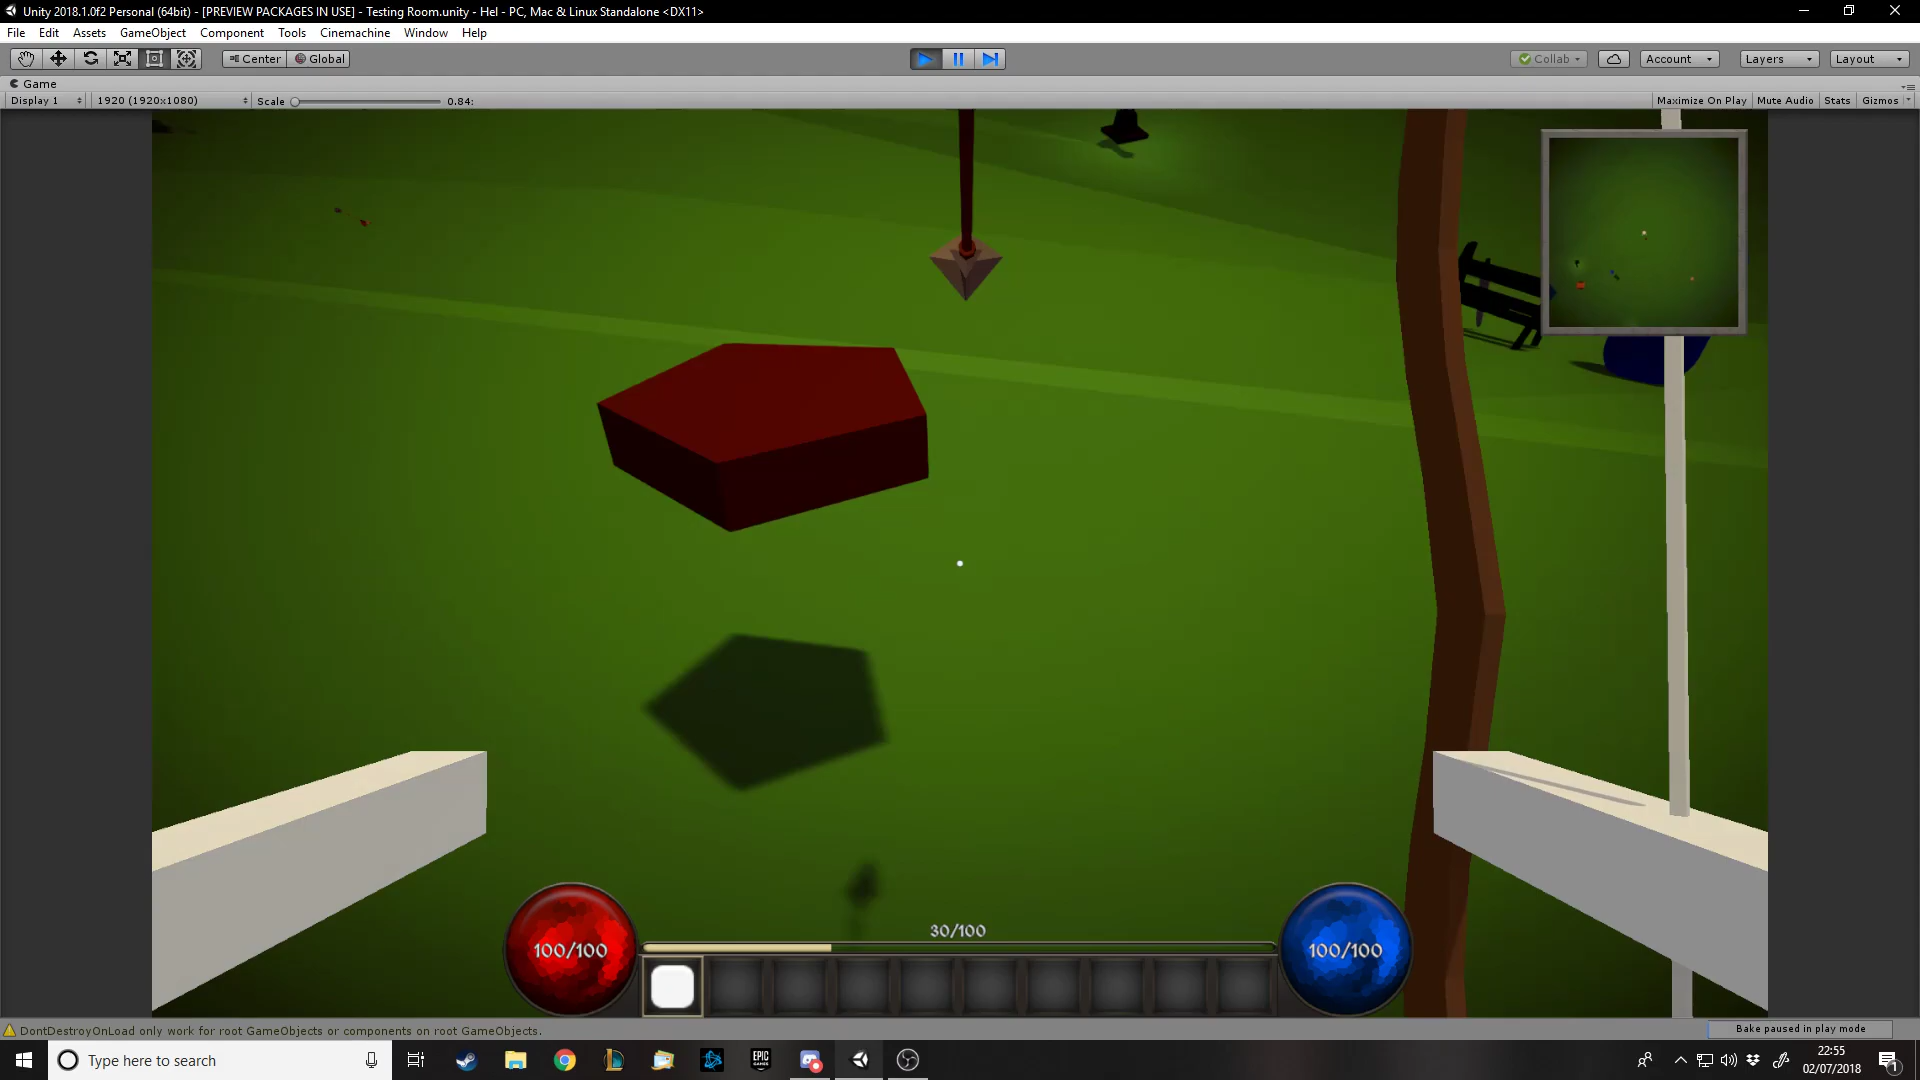 Unity 2018.1.0f2 Personal (64bit) - [PREVIEW PACKAGES IN USE] - Testing Room.unity - Hel - PC, Mac & Linux Standalone <DX11>
File Edit Assets GameObject Component Tools Cinemachine Window Help
Center Global Collab Account Layers Layout
Game
Display 1 1920 (1920x1080) Scale 0.84: Maximize On Play Mute Audio Stats Gizmos
30/100
100/100 100/100
DontDestroyOnLoad only work for root GameObjects or components on root GameObjects. Bake paused in play mode
Type here to search
EPIC
GAMES
22:55
02/07/2018
1